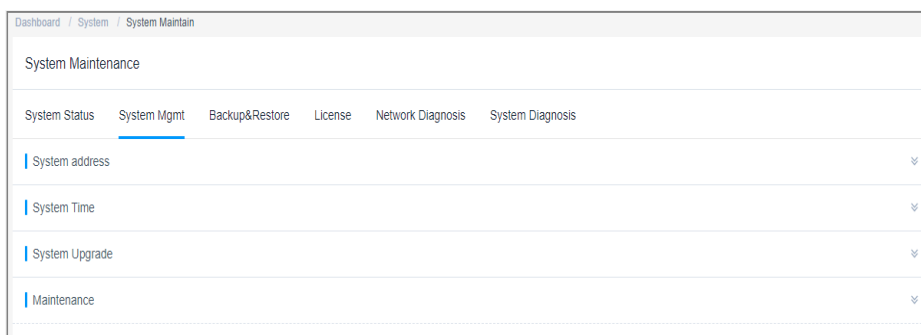 Dashboard / System / System Maintain
System Maintenance
System Status System Mgmt Backup&Restore License Network Diagnosis System Diagnosis
System address
System Time
System Upgrade
Maintenance